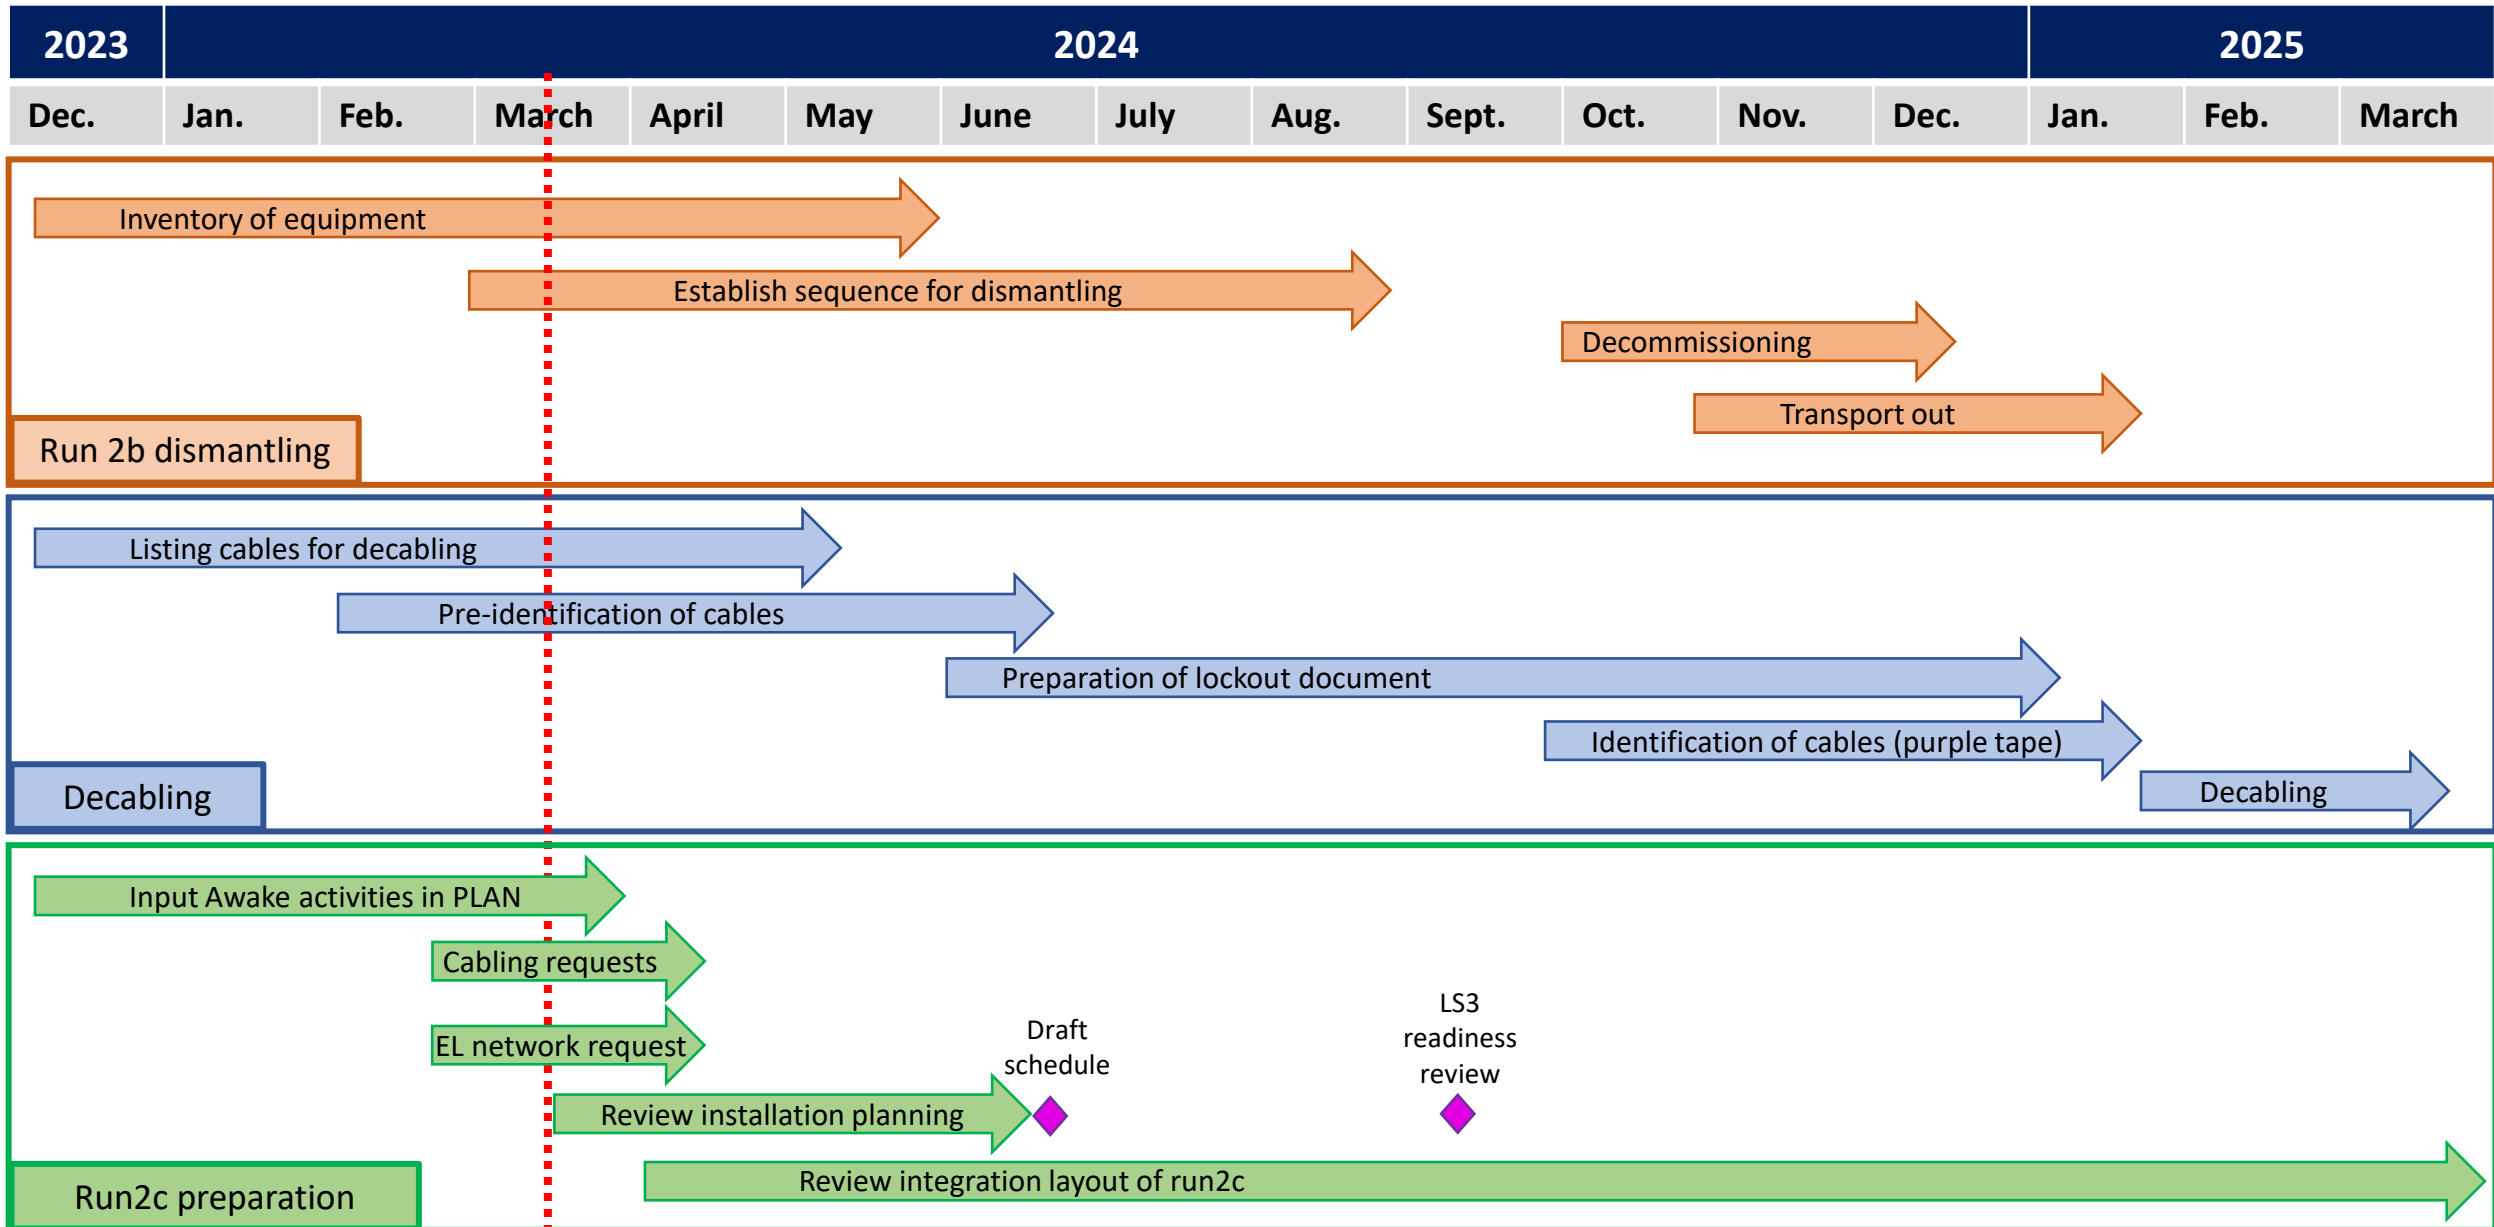 2023 2024 2025
Dec. Jan. Feb. March April May June July Aug. Sept. Oct. Nov. Dec. Jan. Feb. March
Inventory of equipment
Establish sequence for dismantling
Decommissioning
Transport out
Run 2b dismantling
Listing cables for decabling
Pre-identification of cables
Preparation of lockout document
Identification of cables (purple tape)
Decabling
Decabling
Input Awake activities in PLAN
Cabling requests
EL network request
Draft
schedule
LS3
readiness
review
Review installation planning
Review integration layout of run2c
Run2c preparation